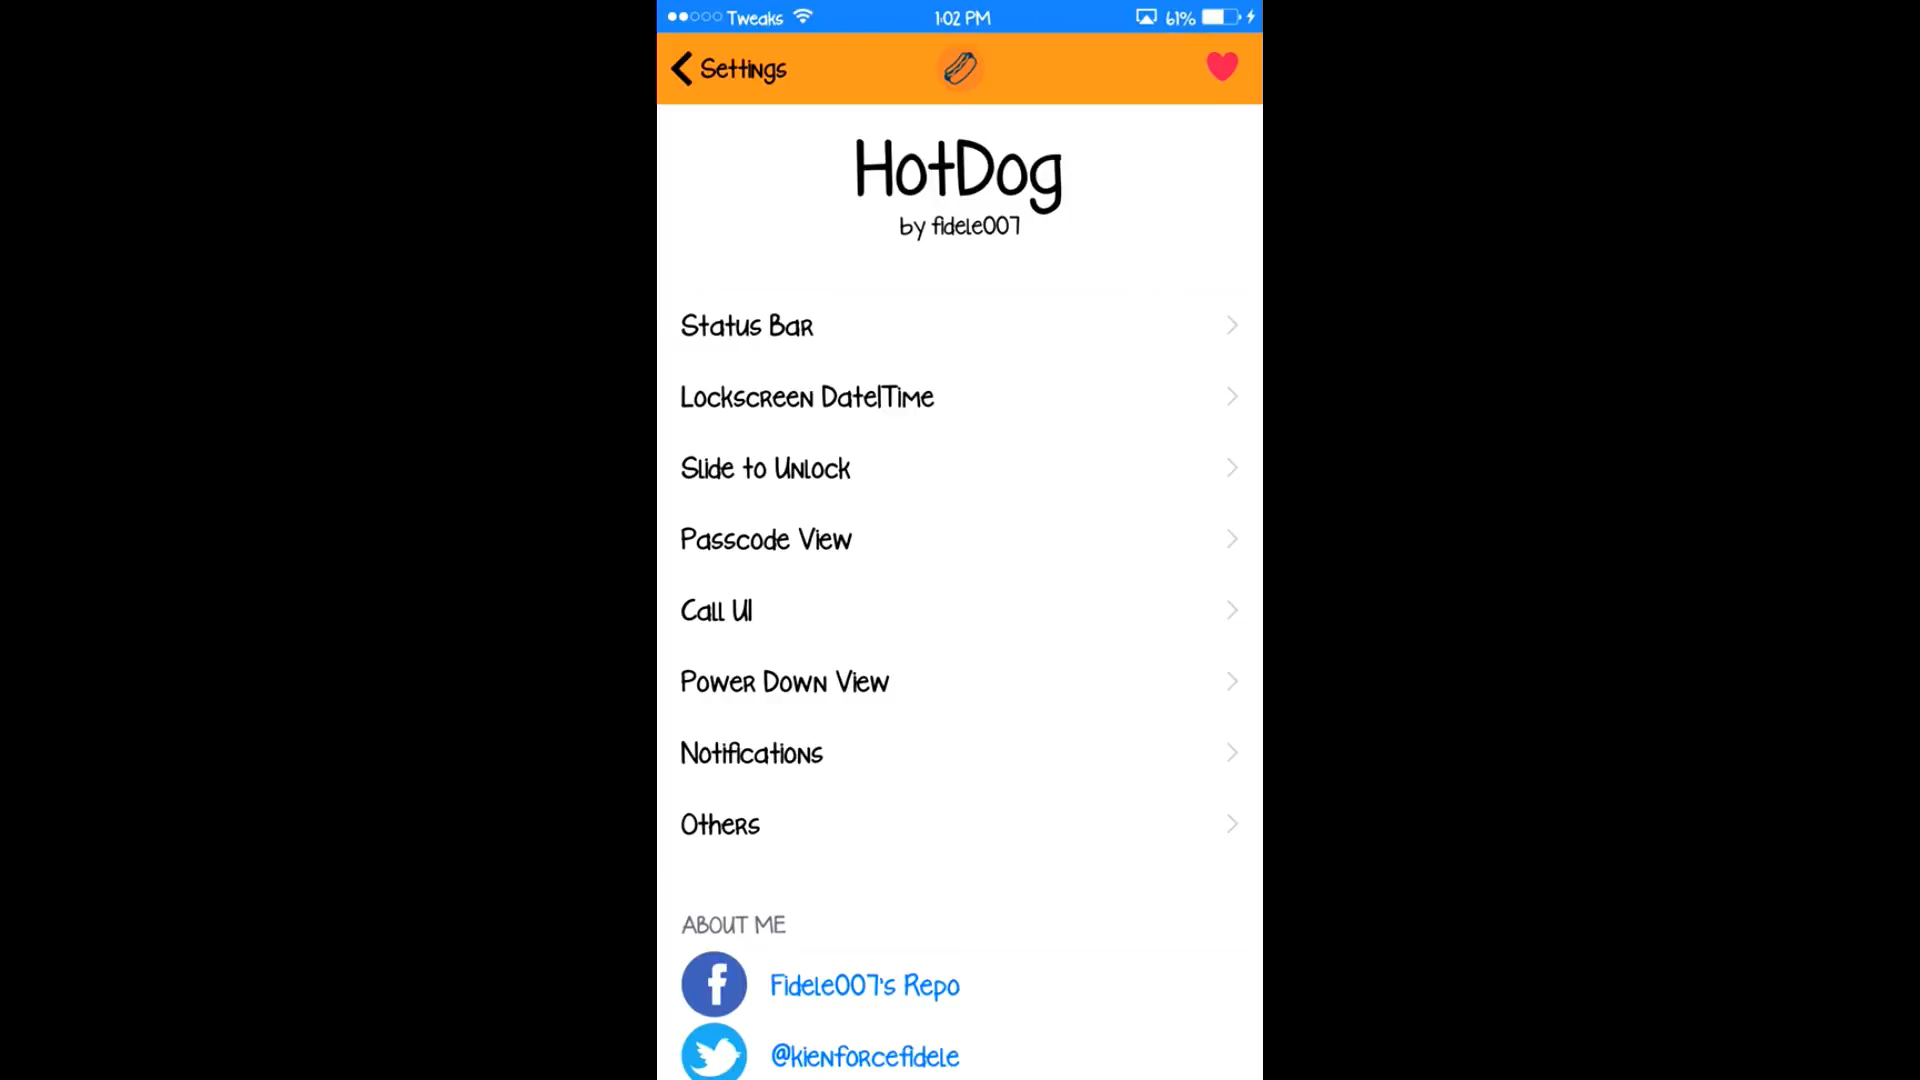 Tweaks 1:02 PM 61%
Settings
HotDog
by fidele007
Status Bar
Lockscreen Date|Time
Slide to Unlock
Passcode View
Call UI
Power Down View
Notifications
Others
ABOUT ME
f Fidele007's Repo
@kienforcefidele